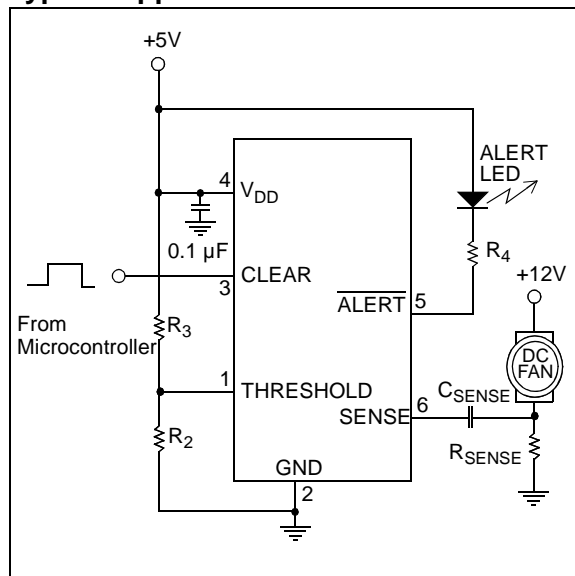 +5V
ALERT
LED
4
V_DD
0.1 µF
R_4
CLEAR
3
+12V
ALERT
5
From
Microcontroller
R_3
DC
FAN
1
THRESHOLD
C_SENSE
SENSE
6
R_2
R_SENSE
GND
2